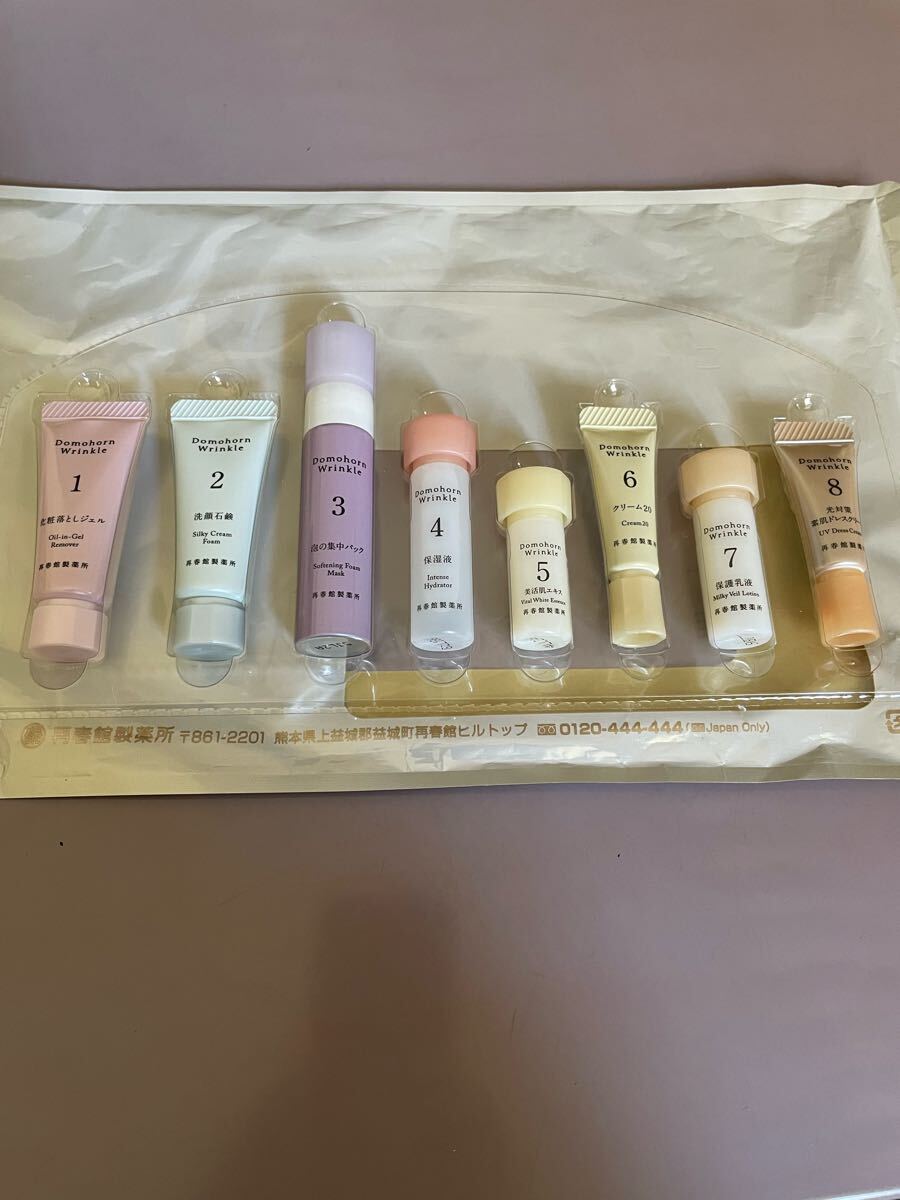 Domohorn
Wrinkle
1
化粧落としジェル
Oil-in-Gel
Remover
再春館製薬所
Domohorn
Wrinkle
2
洗顔石鹸
Silky Cream
Foam
再春館製薬所
Domohorn
Wrinkle
3
泡の集中パック
Softening Foam
Mask
再春館製薬所
Domohorn
Wrinkle
4
保湿液
Intense
Hydrator
再春館製薬所
Domohorn
Wrinkle
5
美活肌エキス
Vital White Essence
再春館製薬所
Domohorn
Wrinkle
6
クリーム20
Cream20
再春館製薬所
Domohorn
Wrinkle
7
保護乳液
Milky Veil Lotion
再春館製薬所
Domohorn
Wrinkle
8
光対策
素肌ドレスクリ
UV Dress Cream
再春館製薬所
再春館製薬所 〒861-2201 熊本県上益城郡益城町再春館ヒルトップ 0120-444-444 (Japan Only)